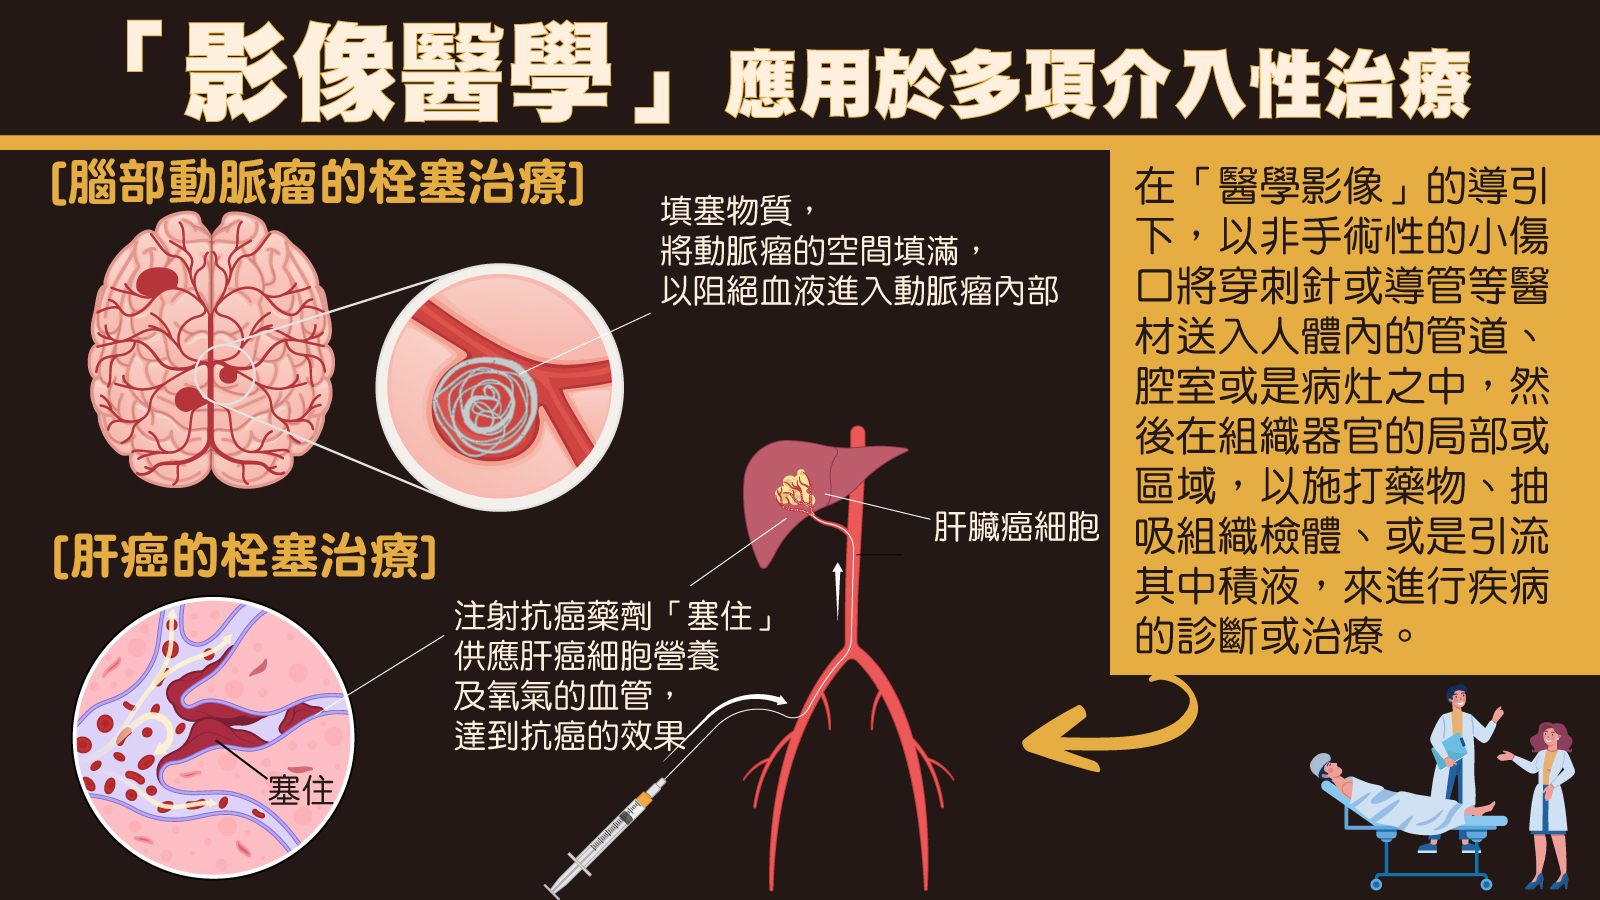 「影像醫學」應用於多項介入性治療
[腦部動脈瘤的栓塞治療]
填塞物質，
將動脈瘤的空間填滿，
以阻絕血液進入動脈瘤內部
在「醫學影像」的導引
下，以非手術性的小傷
口將穿刺針或導管等醫
材送入人體內的管道、
腔室或是病灶之中，然
後在組織器官的局部或
區域，以施打藥物、抽
吸組織檢體、或是引流
其中積液，來進行疾病
的診斷或治療。
肝臟癌細胞
[肝癌的栓塞治療]
注射抗癌藥劑「塞住」
供應肝癌細胞營養
及氧氣的血管，
達到抗癌的效果
塞住